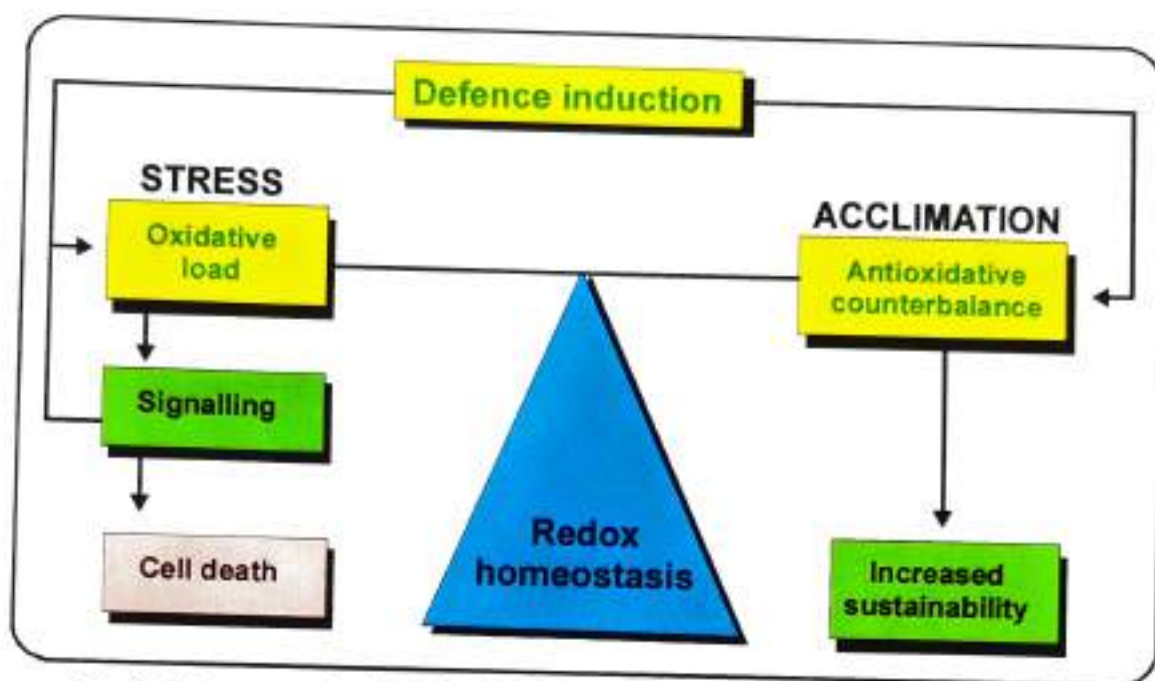 Defence induction
STRESS
Oxidative
load
ACCLIMATION
Antioxidative
counterbalance
Signalling
Cell death
Redox
homeostasis
Increased
sustainability